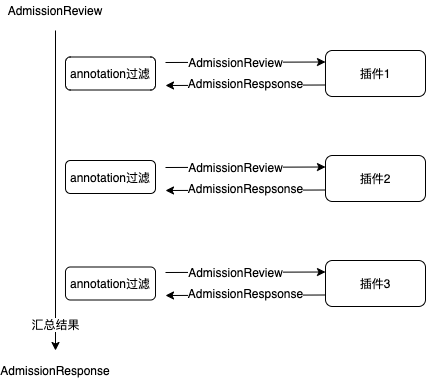 AdmissionReview
annotation过滤
AdmissionReview
AdmissionRespsonse
插件1
annotation过滤
AdmissionReview
AdmissionRespsonse
插件2
annotation过滤
AdmissionReview
AdmissionRespsonse
插件3
汇总结果
AdmissionResponse